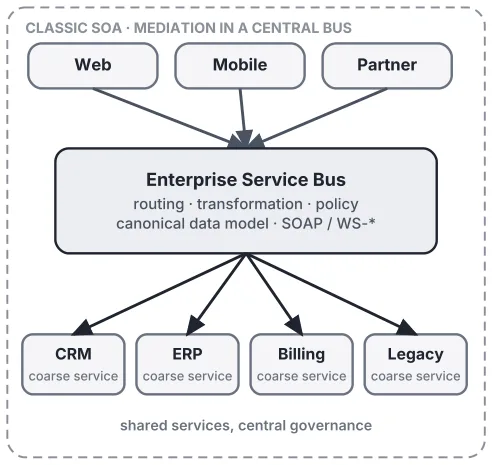 CLASSIC SOA · MEDIATION IN A CENTRAL BUS
Web
Mobile
Partner
Enterprise Service Bus
routing · transformation · policy
canonical data model · SOAP / WS-*
CRM
coarse service
ERP
coarse service
Billing
coarse service
Legacy
coarse service
shared services, central governance